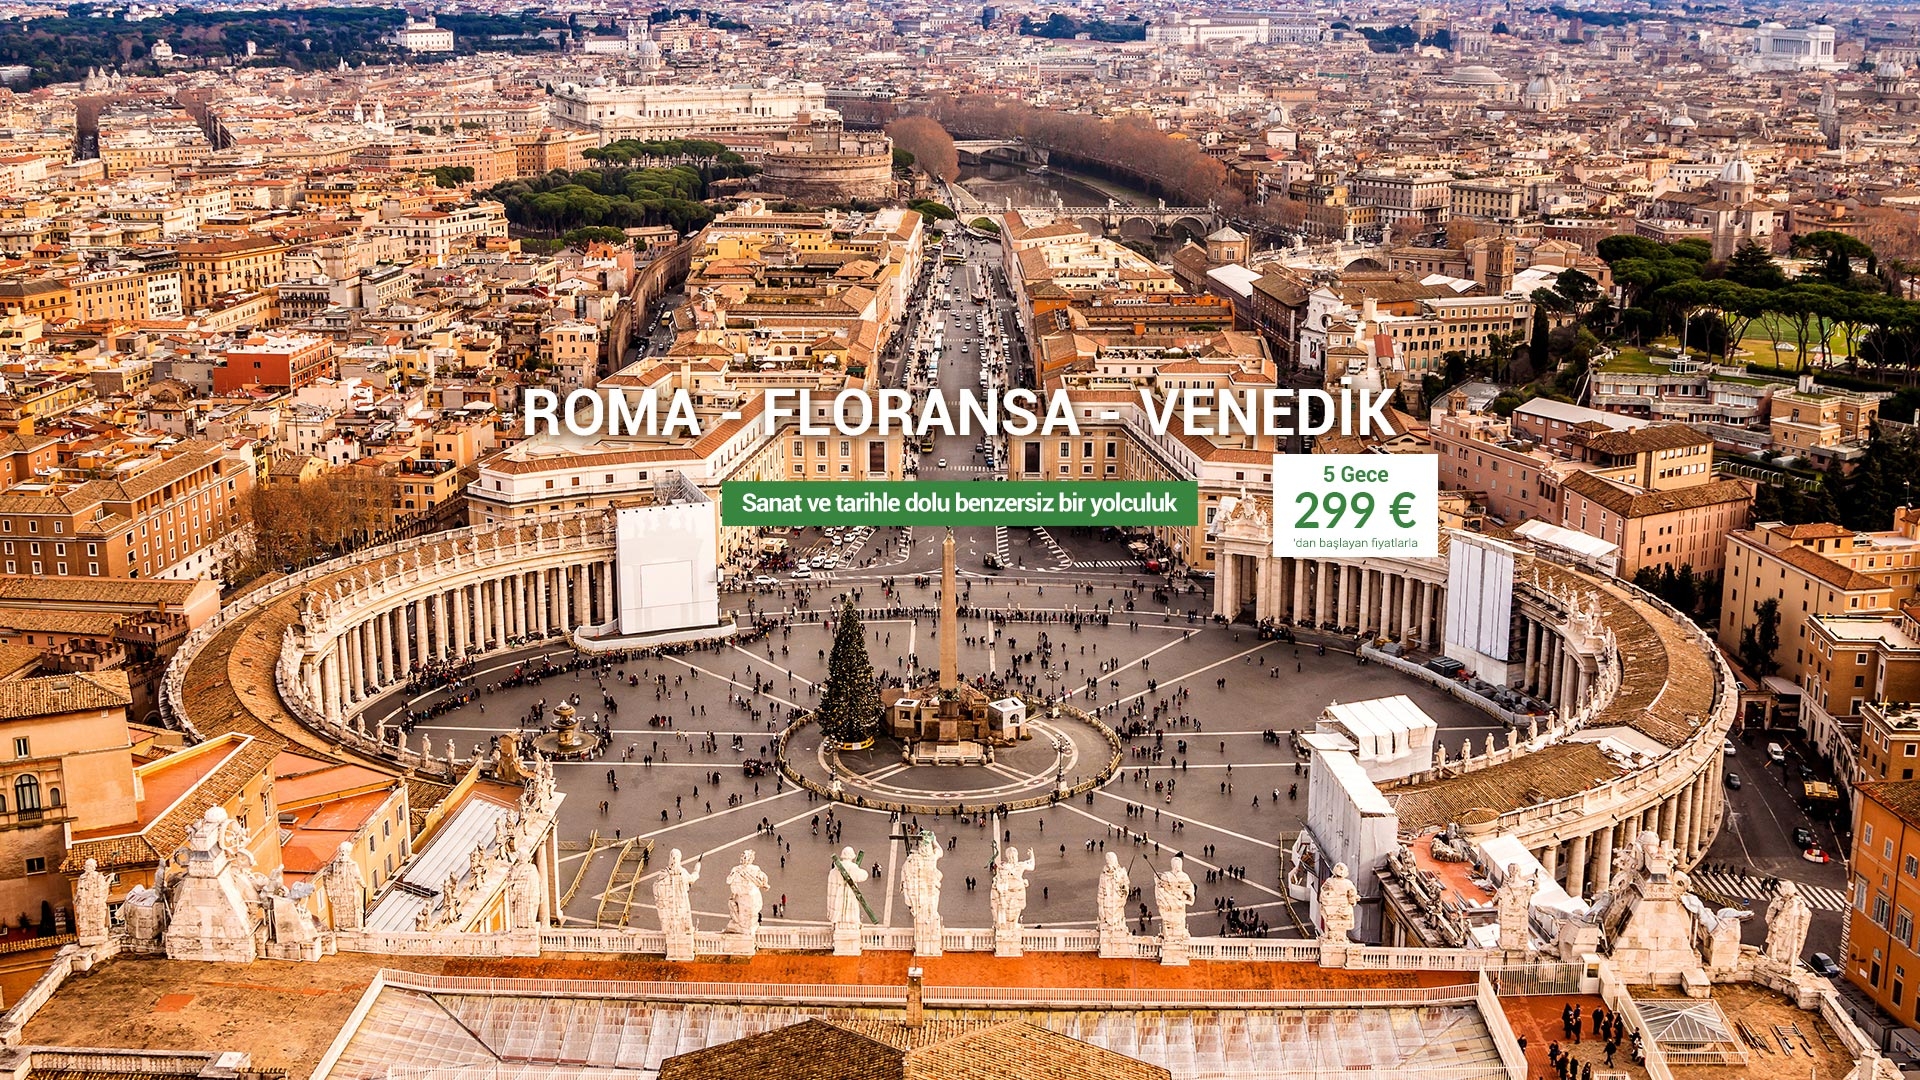 ROMA - FLORANSA - VENEDİK
Sanat ve tarihle dolu benzersiz bir yolculuk
5 Gece
299 €
'dan başlayan fiyatlarla